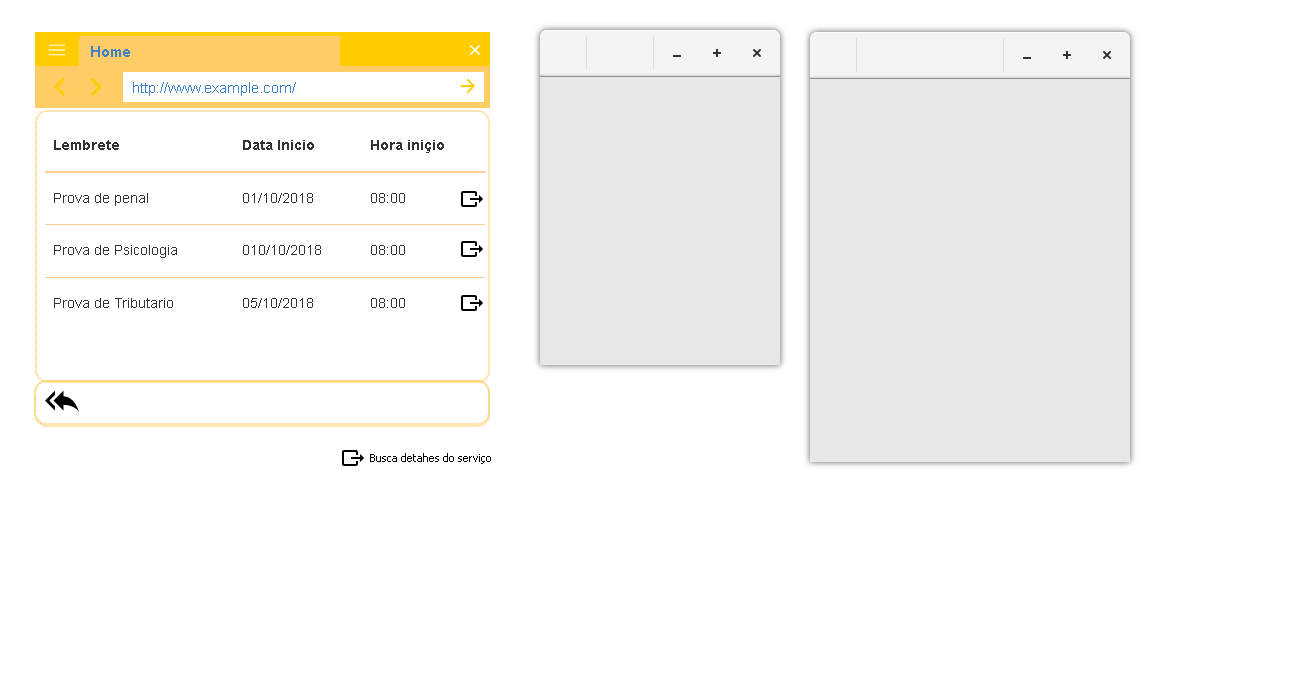 Home
http://www.example.com/
Lembrete Data Inicio Hora inição
Prova de penal 01/10/2018 08:00
Prova de Psicologia 010/10/2018 08:00
Prova de Tributario 05/10/2018 08:00
Busca detahes do serviço